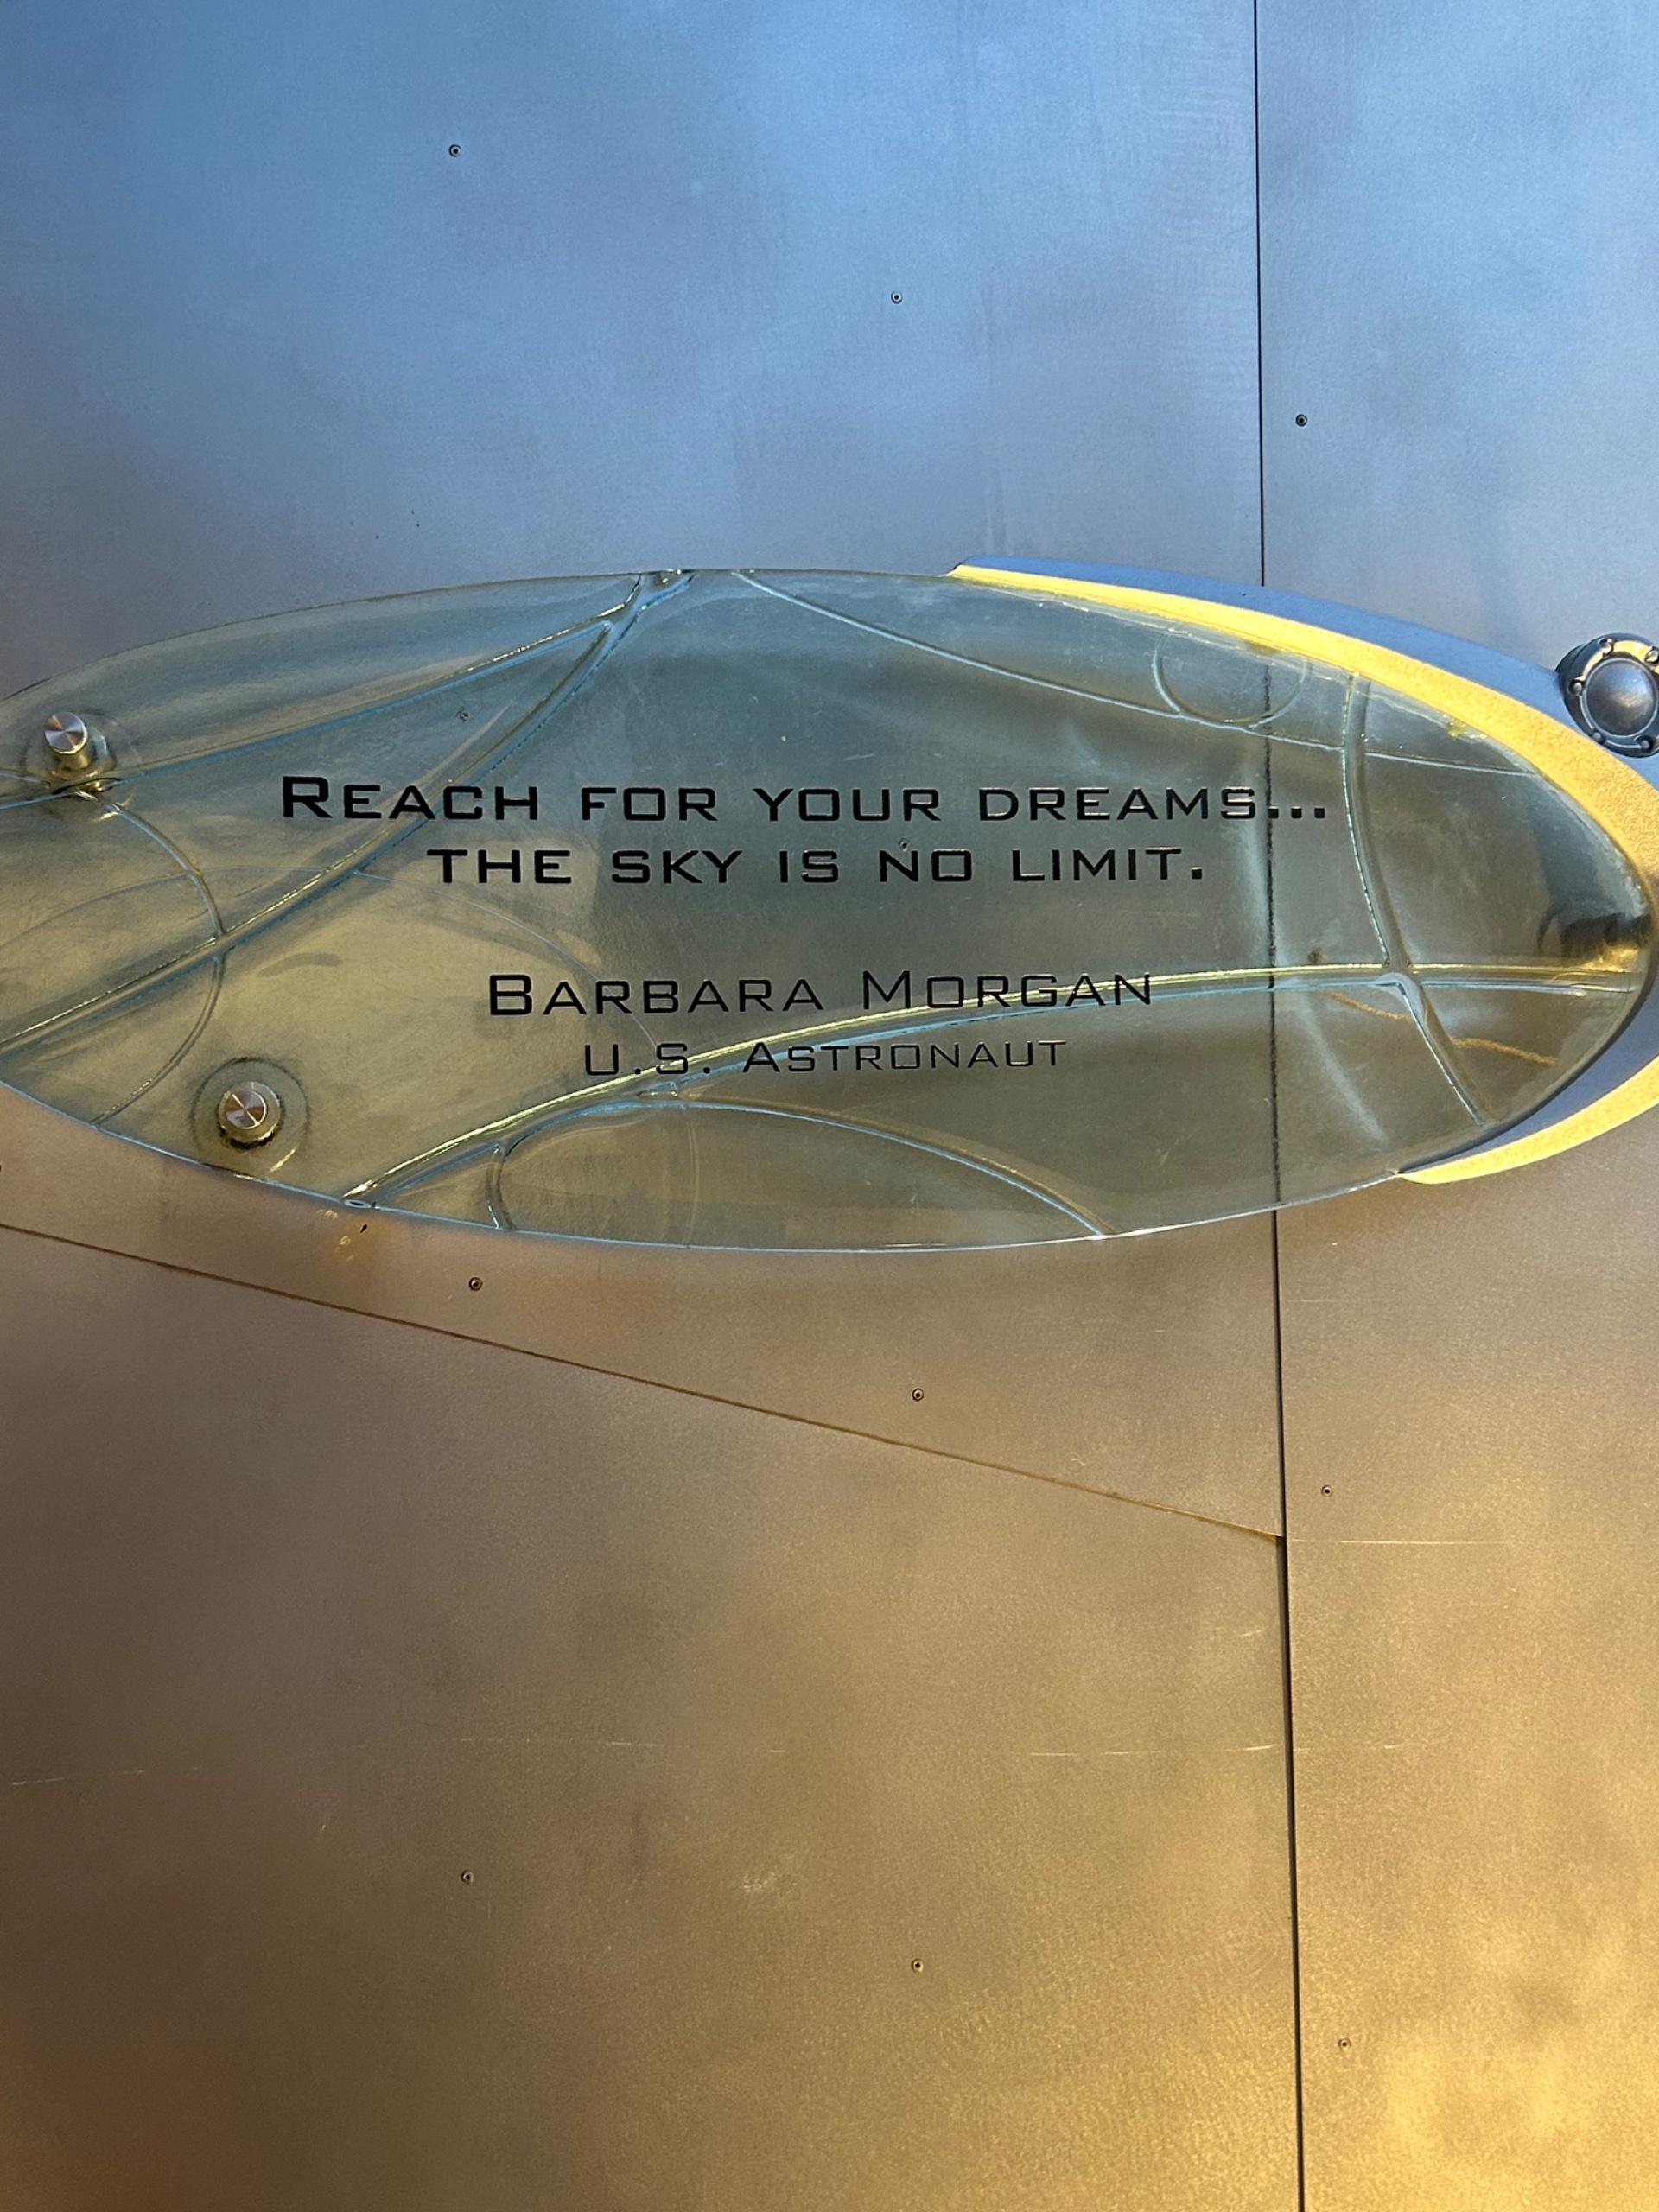 Reach for your dreams...
the sky is no limit.
Barbara Morgan
U.S. Astronaut